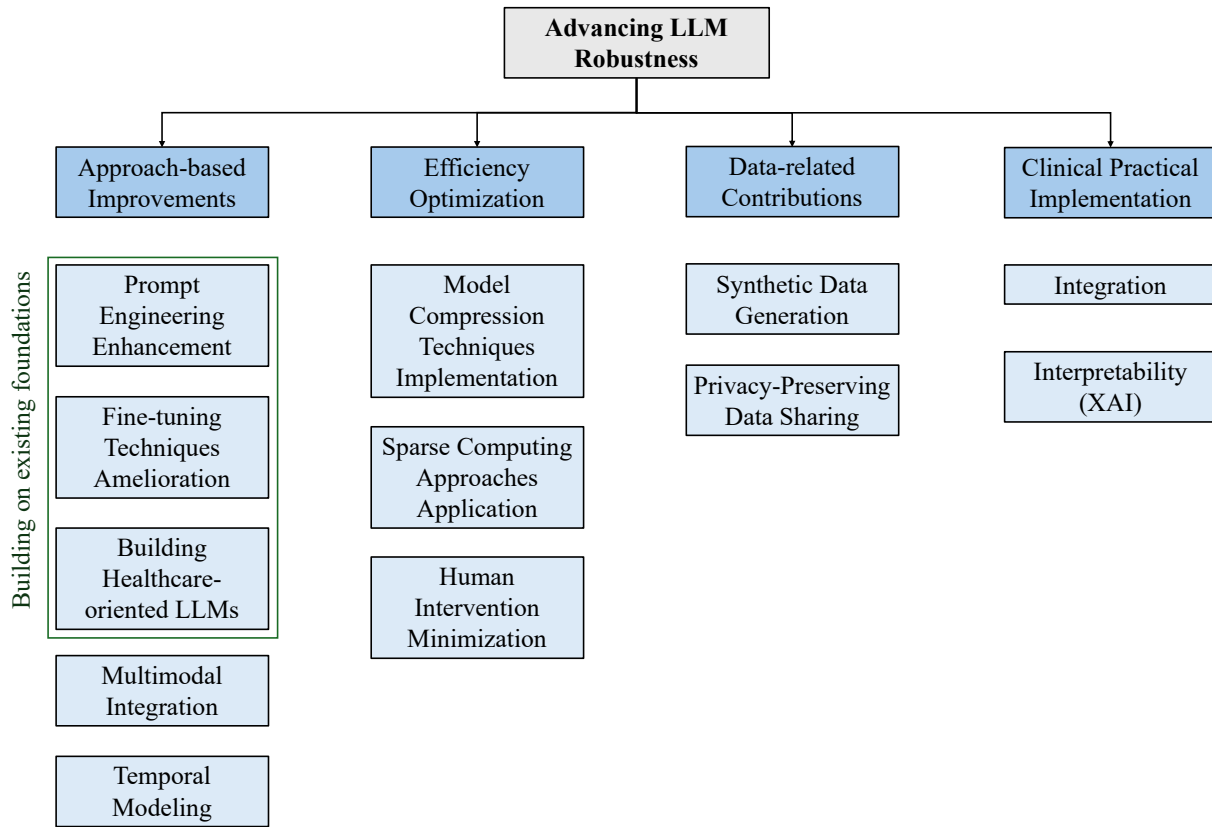 Advancing LLM
Robustness
Approach-based
Improvements
Efficiency
Optimization
Data-related
Contributions
Clinical Practical
Implementation
Building on existing foundations
Prompt
Engineering
Enhancement
Fine-tuning
Techniques
Amelioration
Building
Healthcare-
oriented LLMs
Multimodal
Integration
Temporal
Modeling
Model
Compression
Techniques
Implementation
Sparse Computing
Approaches
Application
Human
Intervention
Minimization
Synthetic Data
Generation
Privacy-Preserving
Data Sharing
Integration
Interpretability
(XAI)